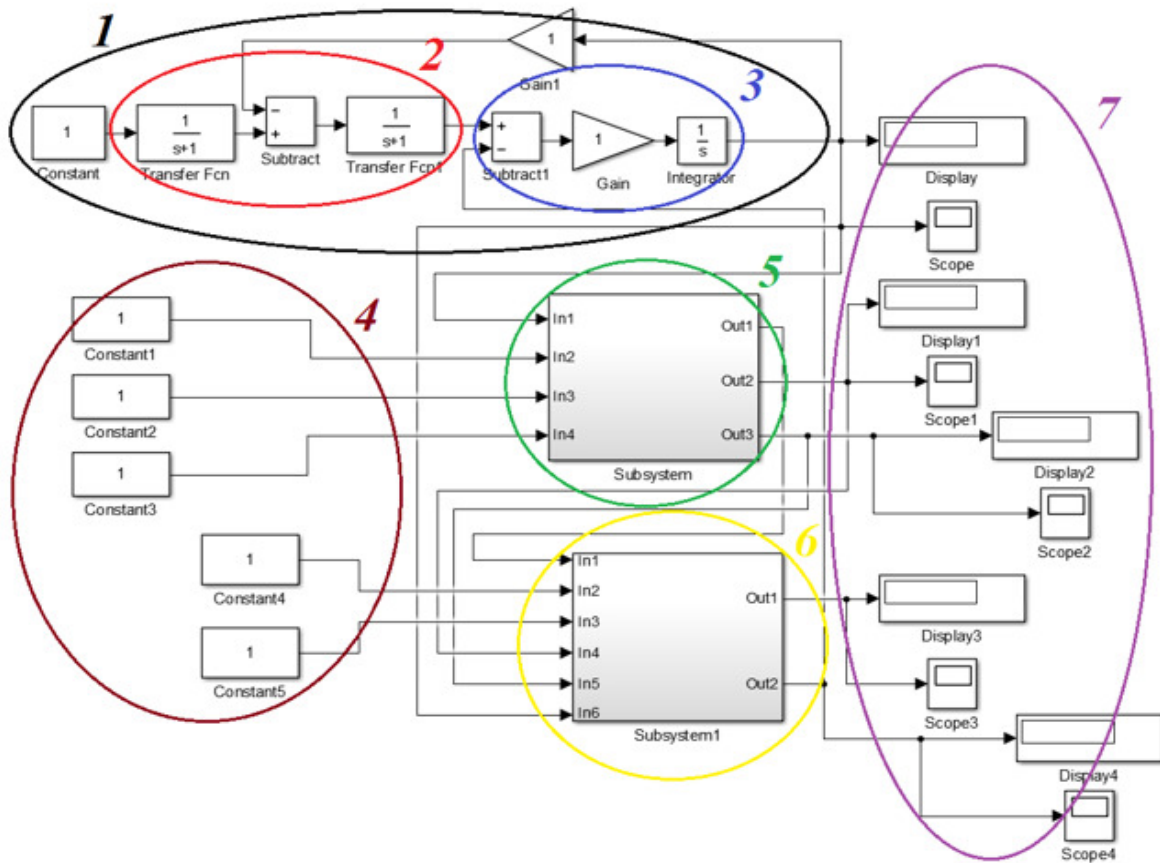 1
1
Gain1
2
3
7
1
Constant
1
s+1
Transfer Fcn
−
+
Subtract
1
s+1
Transfer Fcn1
+
−
Subtract1
1
Gain
1
s
Integrator
Display
Scope
4
5
1
Constant1
1
Constant2
1
Constant3
In1
In2
In3
In4
Out1
Out2
Out3
Subsystem
Display1
Scope1
Display2
Scope2
6
1
Constant4
1
Constant5
In1
In2
In3
In4
In5
In6
Out1
Out2
Subsystem1
Display3
Scope3
Display4
Scope4